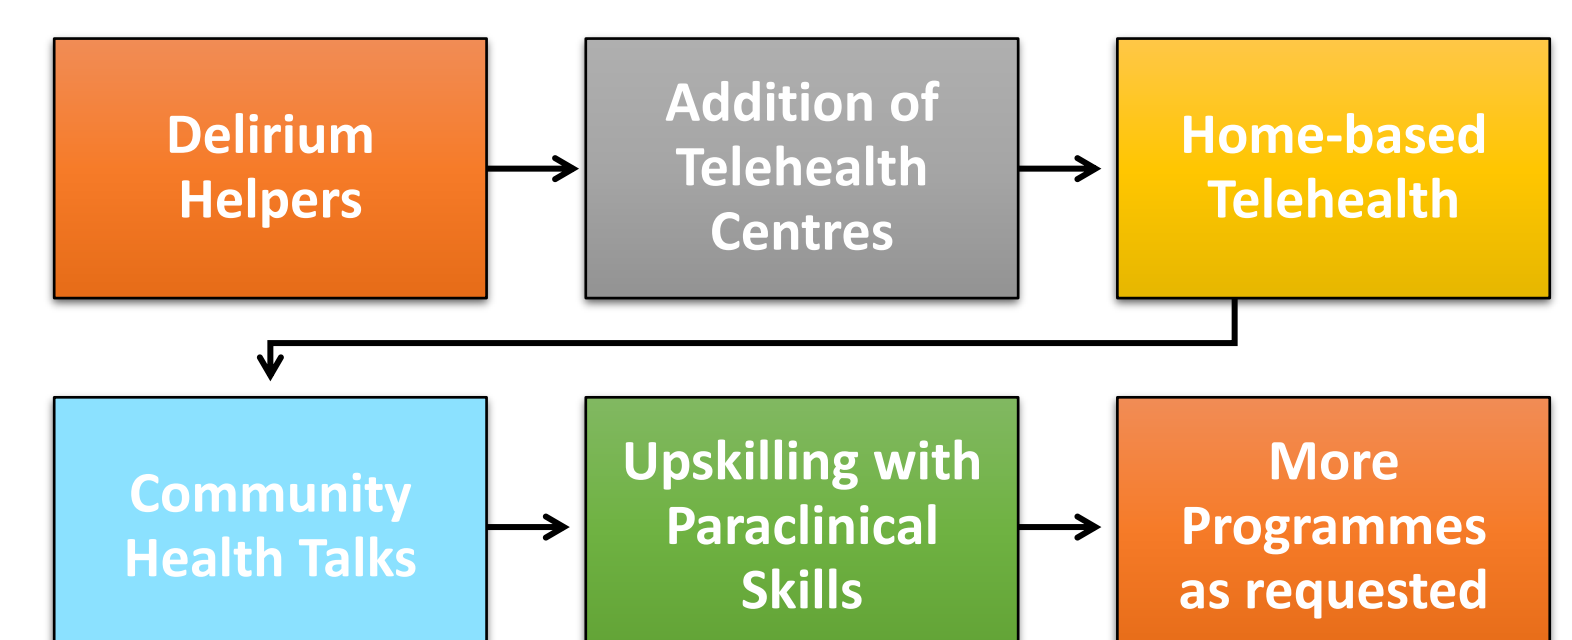 Delirium
Helpers
Addition of
Telehealth
Centres
Home-based
Telehealth
Community
Health Talks
Upskilling with
Paraclinical
Skills
More
Programmes
as requested